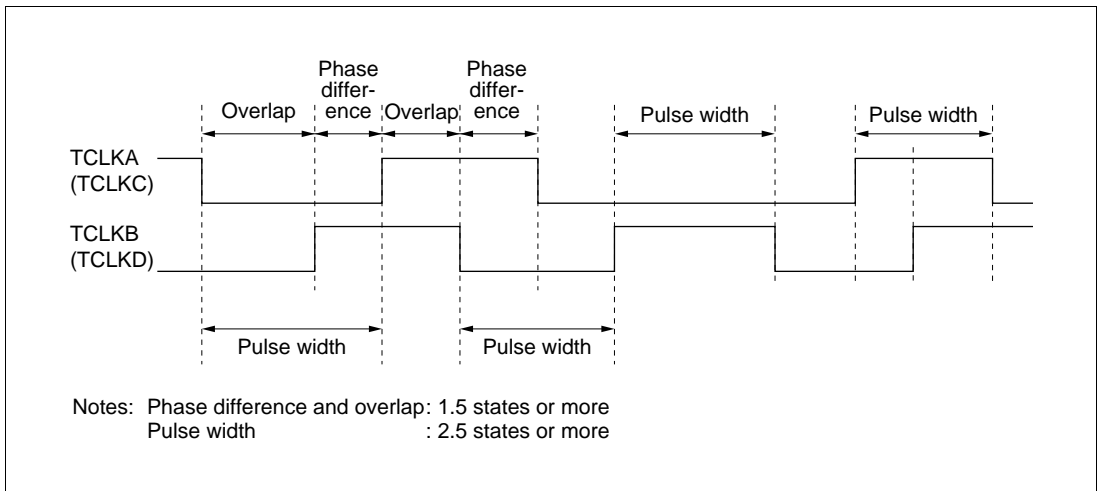 Phase
differ-
ence
Phase
differ-
ence
Overlap
Overlap
Pulse width
Pulse width
TCLKA
(TCLKC)
TCLKB
(TCLKD)
Pulse width
Pulse width
Notes: Phase difference and overlap: 1.5 states or more
Pulse width : 2.5 states or more